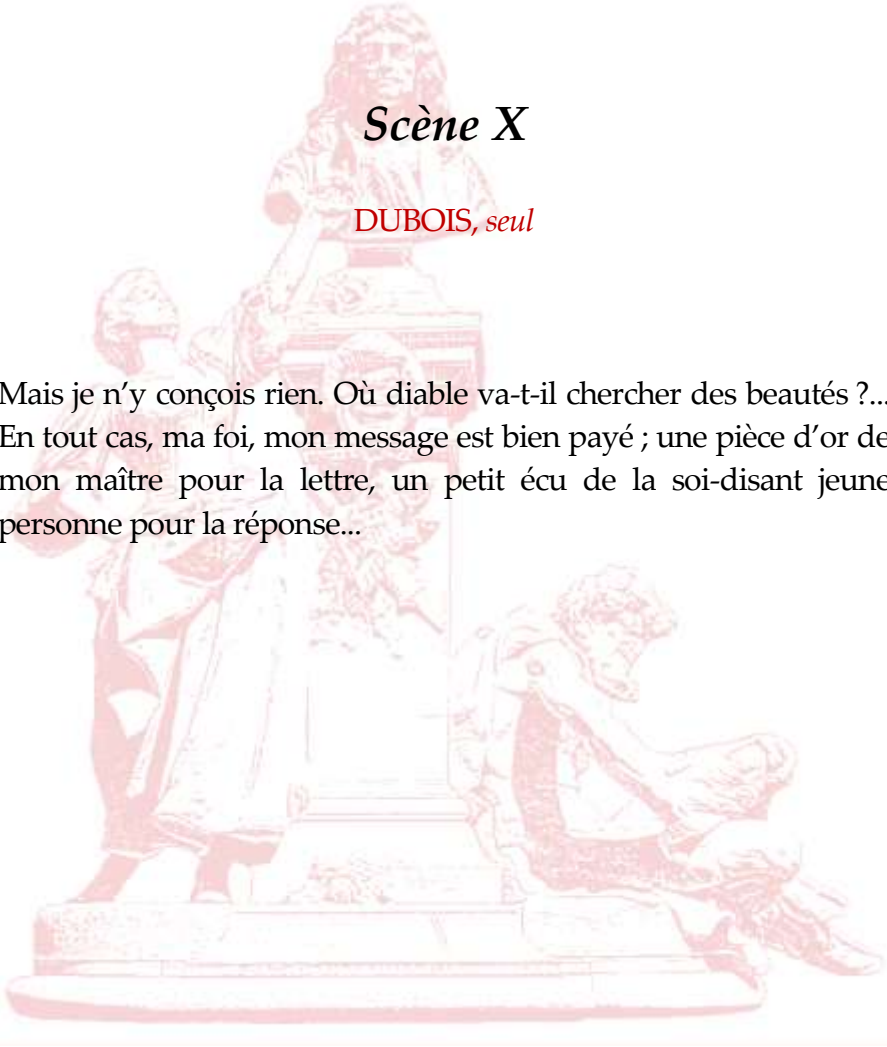 Scène X
DUBOIS, seul
Mais je n’y conçois rien. Où diable va-t-il chercher des beautés ?...
En tout cas, ma foi, mon message est bien payé ; une pièce d’or de
mon maître pour la lettre, un petit écu de la soi-disant jeune
personne pour la réponse...